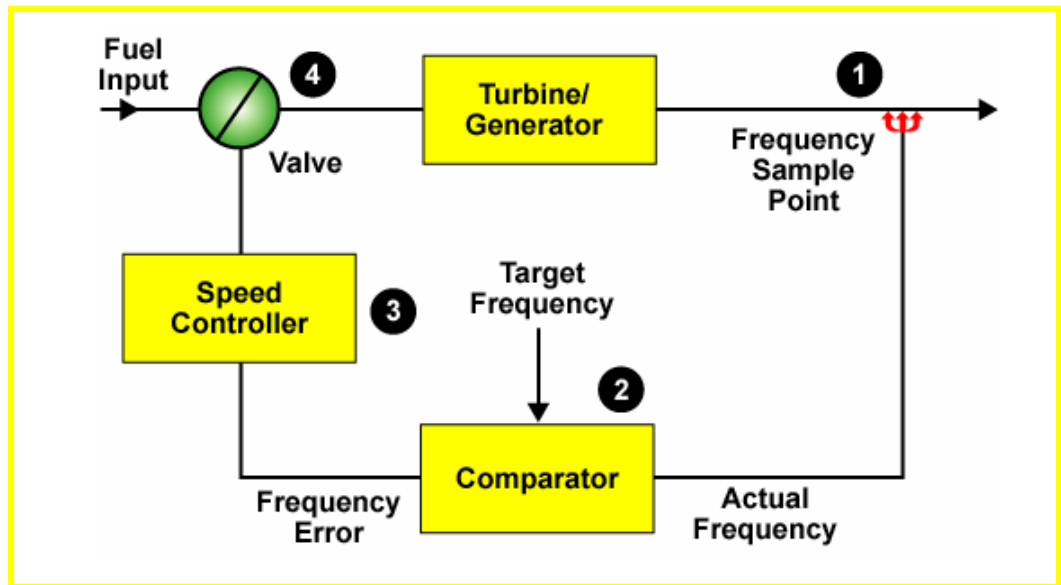 Fuel
Input
4
Turbine/
Generator
1
Valve
Frequency
Sample
Point
Speed
Controller
3
Target
Frequency
2
Comparator
Frequency
Error
Actual
Frequency